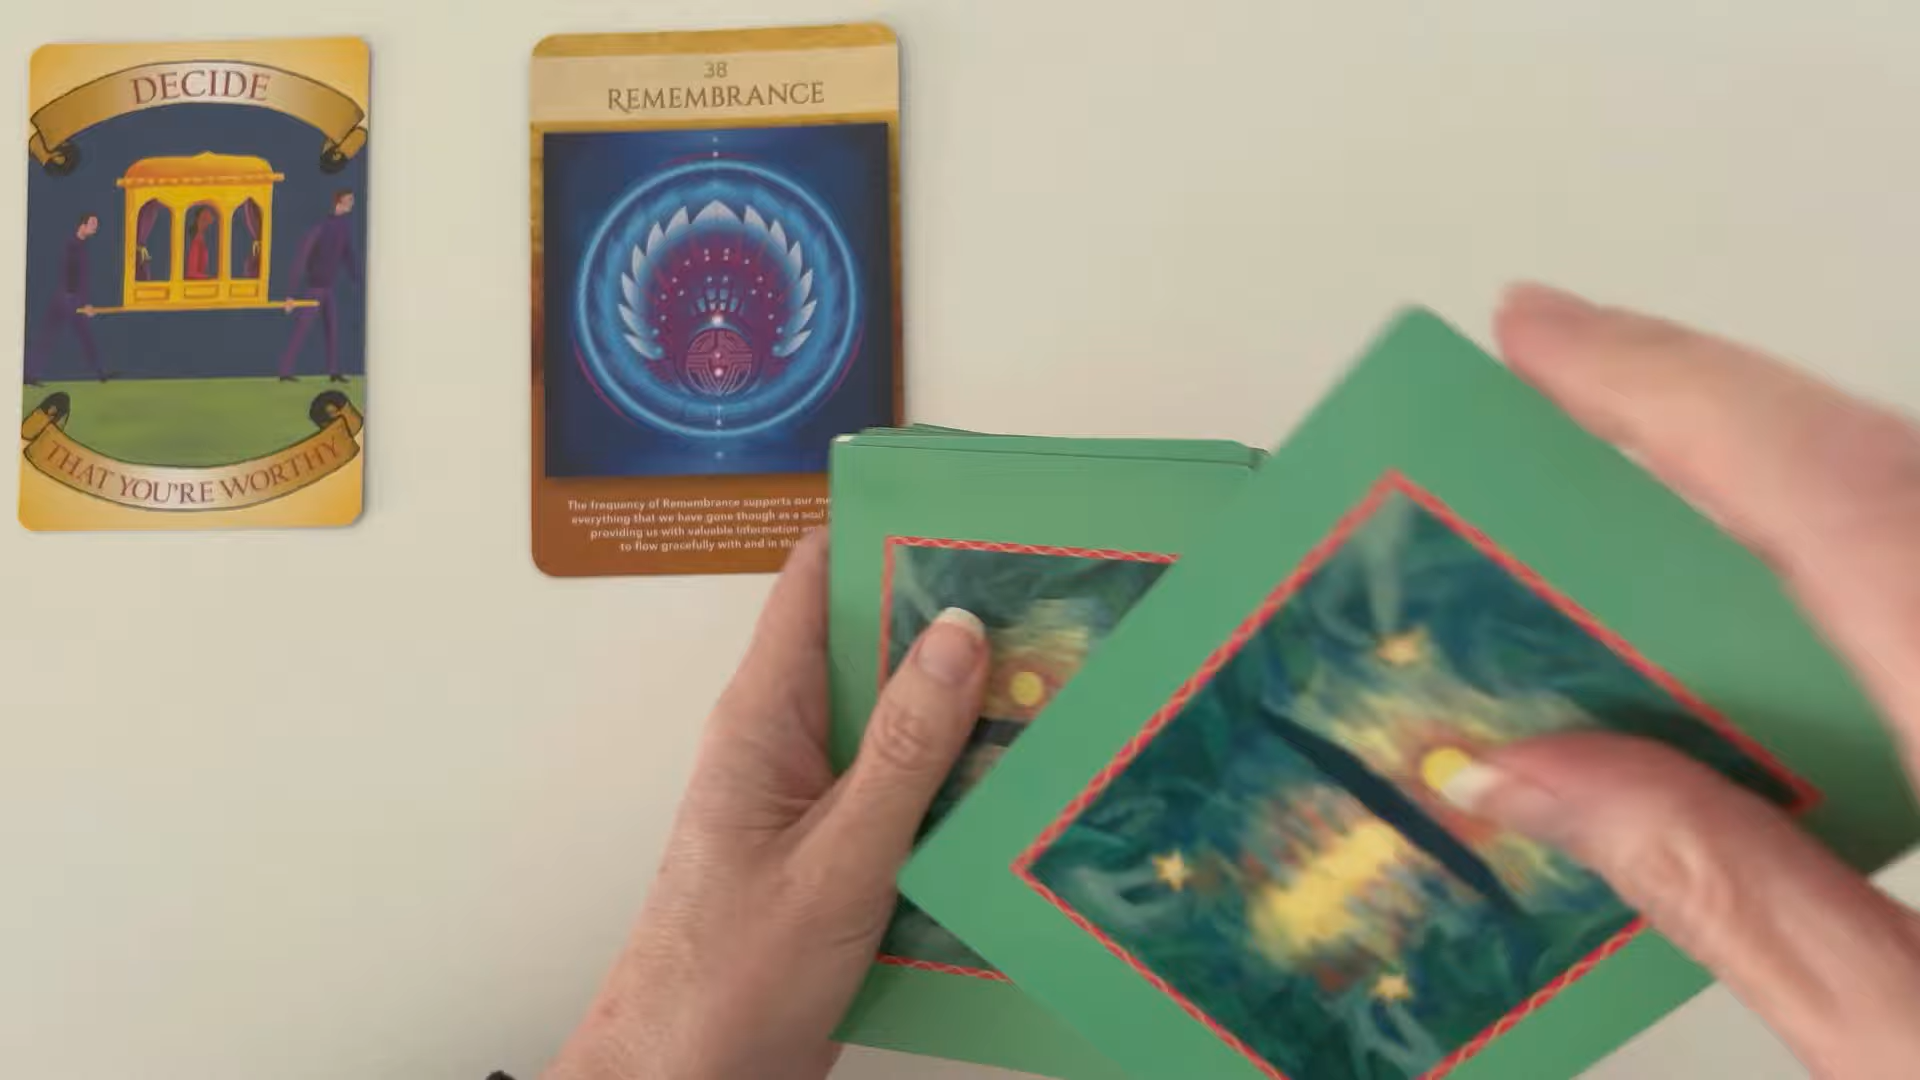 DECIDE
THAT YOU'RE WORTHY
38
REMEMBRANCE
The frequency of Remembrance supports our
everything that we have gone though as a soul
providing us with valuable information
to flow gracefully with and in